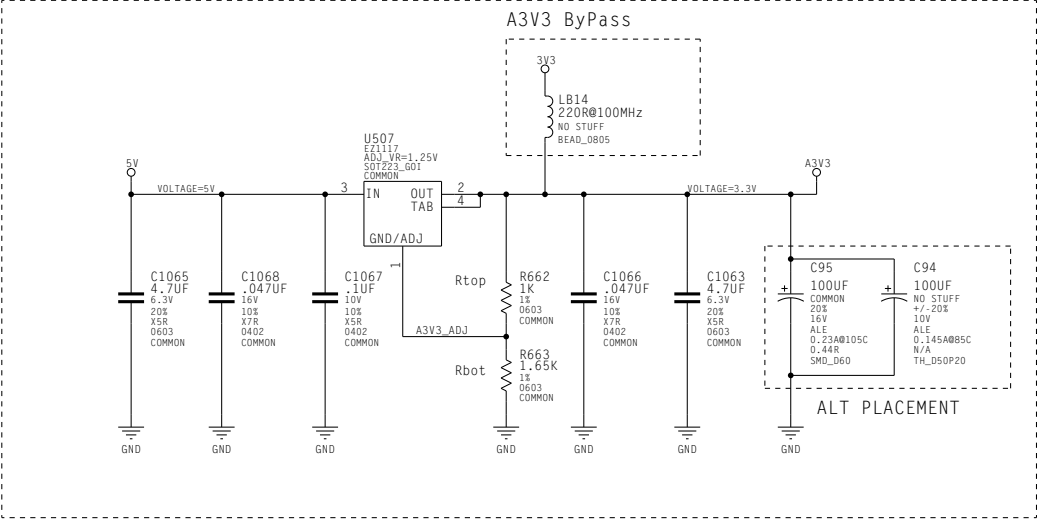 A3V3 ByPass
3V3
LB14
220R@100MHz
NO STUFF
BEAD_0805
U507
EZ1117
ADJ_VR=1.25V
SOT223_GOI
COMMON
5V
VOLTAGE=5V
3
IN
OUT
2
TAB
4
GND/ADJ
1
VOLTAGE=3.3V
A3V3
C1065
4.7UF
6.3V
20%
X5R
0603
COMMON
C1068
.047UF
16V
10%
X7R
0402
COMMON
C1067
.1UF
10V
10%
X5R
0402
COMMON
A3V3_ADJ
Rtop
R662
1K
1%
0603
COMMON
Rbot
R663
1.65K
1%
0603
COMMON
C1066
.047UF
16V
10%
X7R
0402
COMMON
C1063
4.7UF
6.3V
20%
X5R
0603
COMMON
+
C95
100UF
COMMON
20%
16V
ALE
0.23A@105C
0.44R
SMD_D60
+
C94
100UF
NO STUFF
+/-20%
10V
ALE
0.145A@85C
N/A
TH_D50P20
ALT PLACEMENT
GND
GND
GND
GND
GND
GND
GND